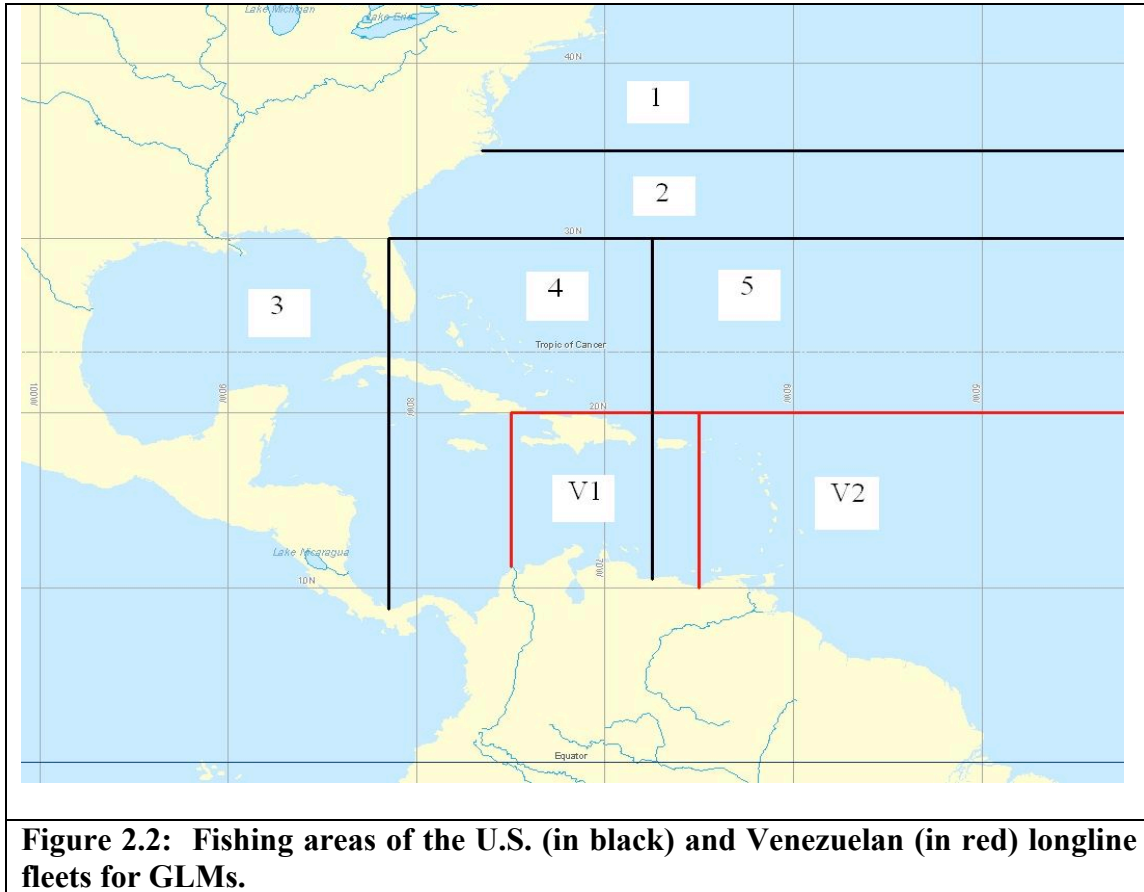 Lake Michigan
Lake Erie
40N
1
2
30N
3
4
5
Tropic of Cancer
100W
90W
80W
20N
60W
50W
V1
V2
Lake Nicaragua
70W
10N
Equator
Figure 2.2: Fishing areas of the U.S. (in black) and Venezuelan (in red) longline
fleets for GLMs.